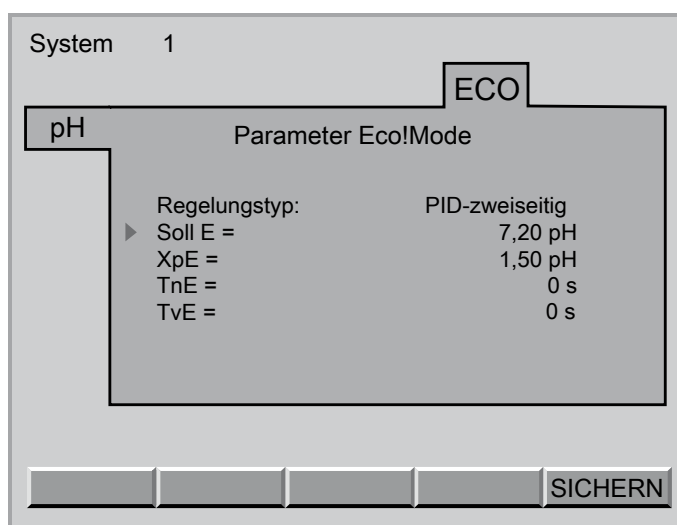 System 1
ECO
pH
Parameter Eco!Mode
Regelungstyp: PID-zweiseitig
Soll E = 7,20 pH
XpE = 1,50 pH
TnE = 0 s
TvE = 0 s
SICHERN